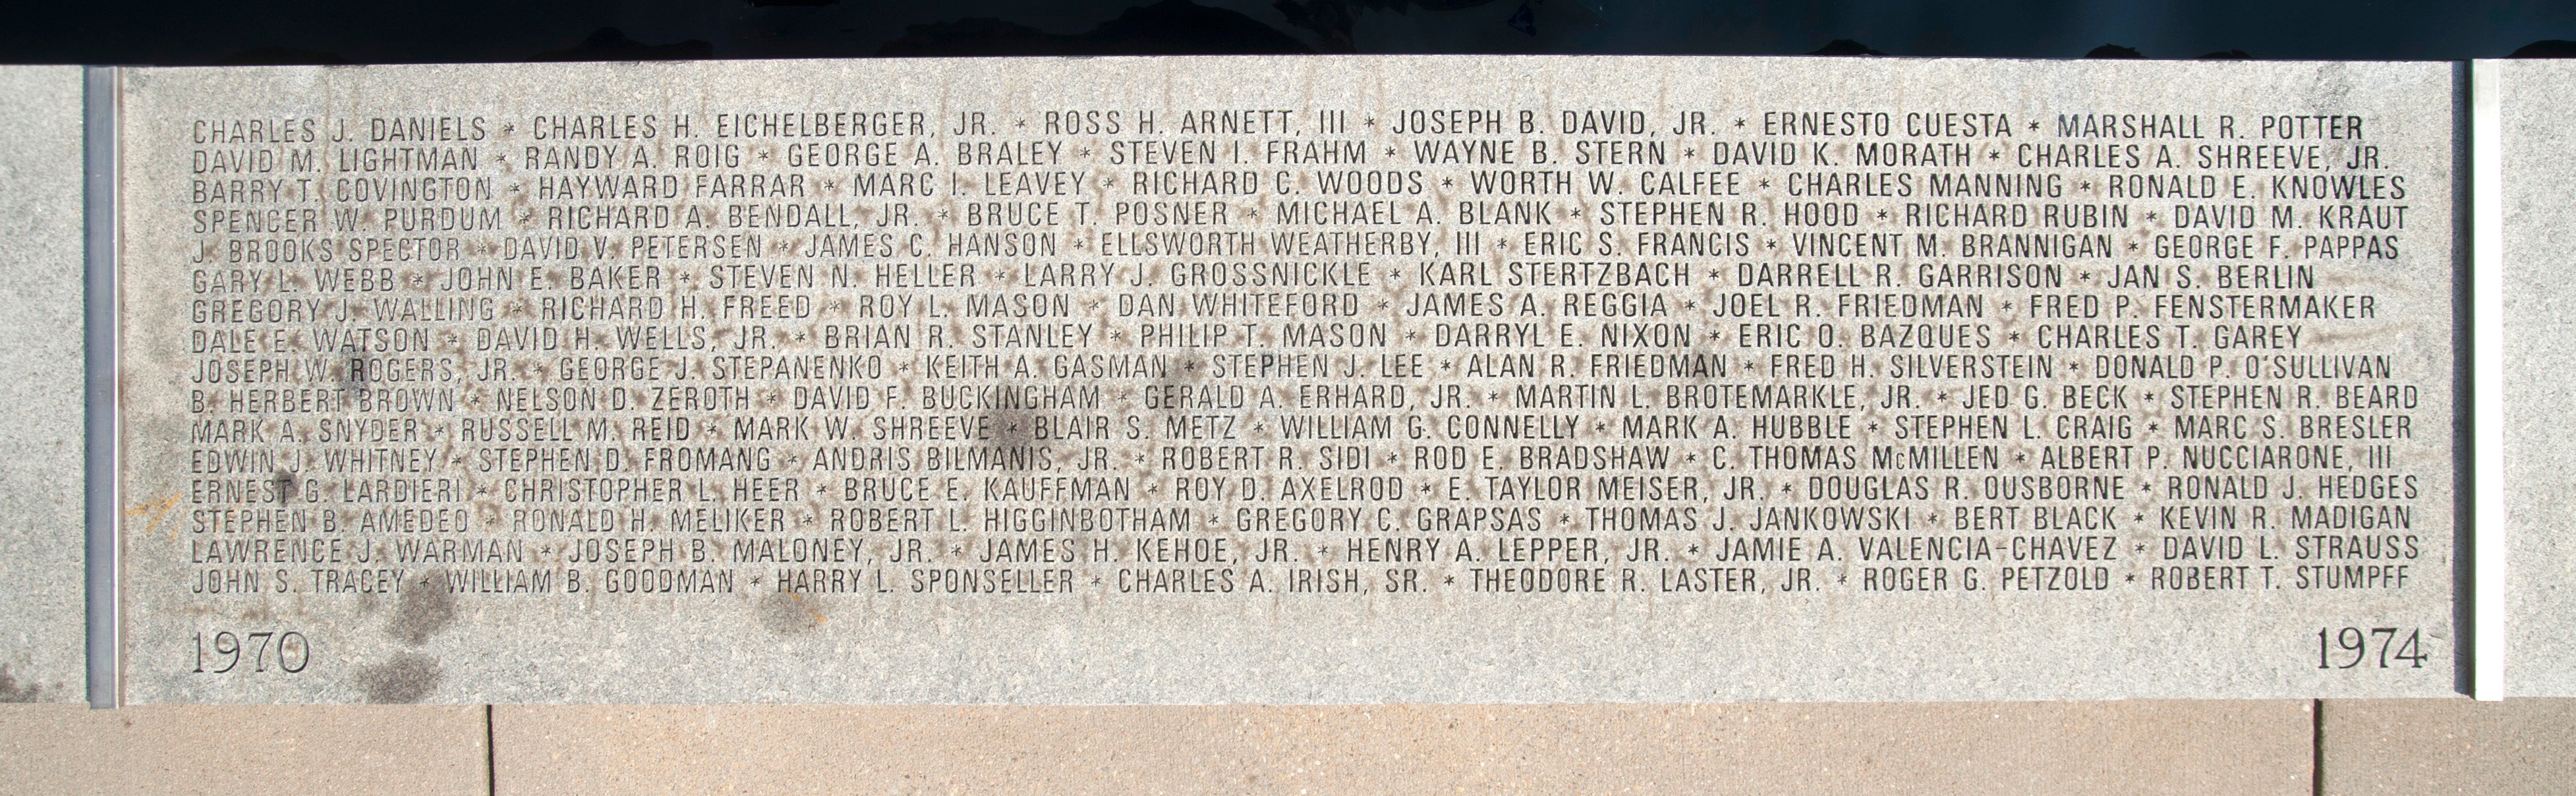 CHARLES J. DANIELS * CHARLES H. EICHELBERGER, JR. * ROSS H. ARNETT, III * JOSEPH B. DAVID, JR. * ERNESTO CUESTA * MARSHALL R. POTTER
DAVID M. LIGHTMAN * RANDY A. ROIG * GEORGE A. BRALEY * STEVEN I. FRAHM * WAYNE B. STERN * DAVID K. MORATH * CHARLES A. SHREEVE, JR.
BARRY T. COVINGTON * HAYWARD FARRAR * MARC I. LEAVEY * RICHARD C. WOODS * WORTH W. CALFEE * CHARLES MANNING * RONALD E. KNOWLES
SPENCER W. PURDUM * RICHARD A. BENDALL, JR. * BRUCE T. POSNER * MICHAEL A. BLANK * STEPHEN R. HOOD * RICHARD RUBIN * DAVID M. KRAUT
J. BROOKS SPECTOR * DAVID V. PETERSEN * JAMES C. HANSON * ELLSWORTH WEATHERBY, III * ERIC S. FRANCIS * VINCENT M. BRANNIGAN * GEORGE F. PAPPAS
GARY L. WEBB * JOHN E. BAKER * STEVEN N. HELLER * LARRY J. GROSSNICKLE * KARL STERTZBACH * DARRELL R. GARRISON * JAN S. BERLIN
GREGORY J. WALLING * RICHARD H. FREED * ROY L. MASON * DAN WHITEFORD * JAMES A. REGGIA * JOEL R. FRIEDMAN * FRED P. FENSTERMAKER
DALE E. WATSON * DAVID H. WELLS, JR. * BRIAN R. STANLEY * PHILIP T. MASON * DARRYL E. NIXON * ERIC O. BAZQUES * CHARLES T. GAREY
JOSEPH W. ROGERS, JR. * GEORGE J. STEPANENKO * KEITH A. GASMAN * STEPHEN J. LEE * ALAN R. FRIEDMAN * FRED H. SILVERSTEIN * DONALD P. O'SULLIVAN
B. HERBERT BROWN * NELSON D. ZEROTH * DAVID F. BUCKINGHAM * GERALD A. ERHARD, JR. * MARTIN L. BROTEMARKLE, JR. * JED G. BECK * STEPHEN R. BEARD
MARK A. SNYDER * RUSSELL M. REID * MARK W. SHREEVE * BLAIR S. METZ * WILLIAM G. CONNELLY * MARK A. HUBBLE * STEPHEN L. CRAIG * MARC S. BRESLER
EDWIN J. WHITNEY * STEPHEN D. FROMANG * ANDRIS BILMANIS, JR. * ROBERT R. SIDI * ROD E. BRADSHAW * C. THOMAS McMILLEN * ALBERT P. NUCCIARONE, III
ERNEST G. LARDIERI * CHRISTOPHER L. HEER * BRUCE E. KAUFFMAN * ROY D. AXELROD * E. TAYLOR MEISER, JR. * DOUGLAS R. OUSBORNE * RONALD J. HEDGES
STEPHEN B. AMEDEO * RONALD H. MELIKER * ROBERT L. HIGGINBOTHAM * GREGORY C. GRAPSAS * THOMAS J. JANKOWSKI * BERT BLACK * KEVIN R. MADIGAN
LAWRENCE J. WARMAN * JOSEPH B. MALONEY, JR. * JAMES H. KEHOE, JR. * HENRY A. LEPPER, JR. * JAMIE A. VALENCIA-CHAVEZ * DAVID L. STRAUSS
JOHN S. TRACEY * WILLIAM B. GOODMAN * HARRY L. SPONSELLER * CHARLES A. IRISH, SR. * THEODORE R. LASTER, JR. * ROGER G. PETZOLD * ROBERT T. STUMPFF
1970 1974